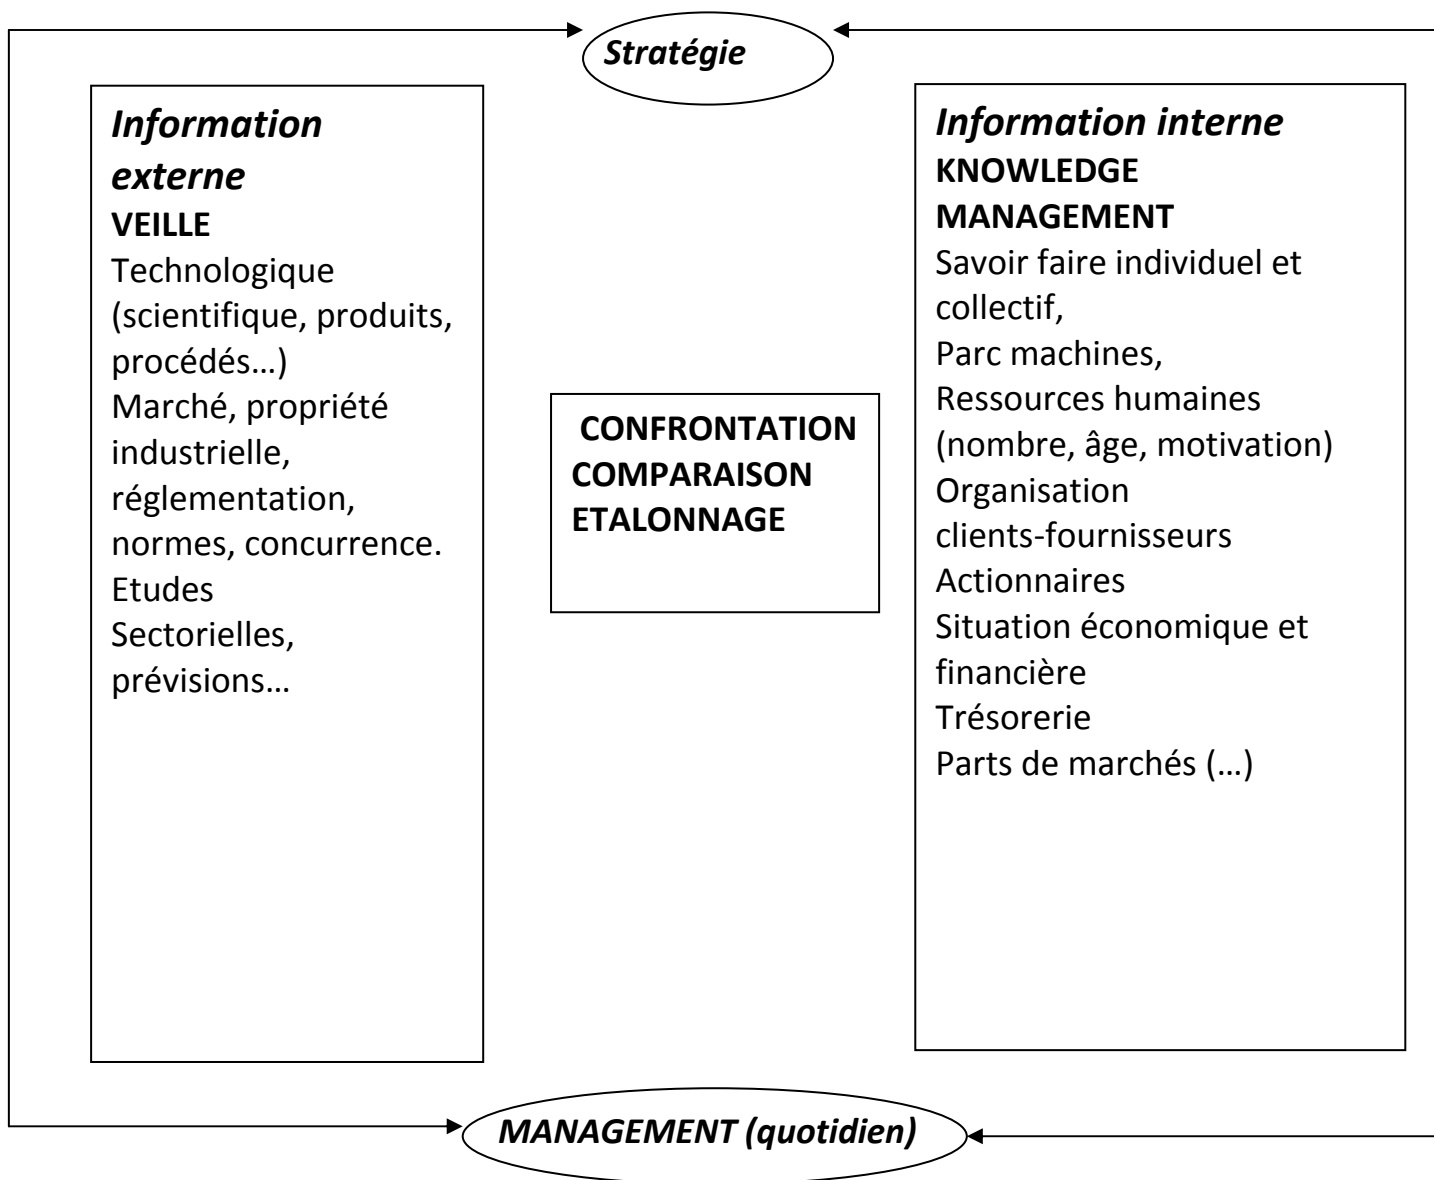 Stratégie
Information
externe
VEILLE
Technologique
(scientifique, produits,
procédés...)
Marché, propriété
industrielle,
réglementation,
normes, concurrence.
Etudes
Sectorielles,
prévisions...
CONFRONTATION
COMPARAISON
ETALONNAGE
Information interne
KNOWLEDGE
MANAGEMENT
Savoir faire individuel et
collectif,
Parc machines,
Ressources humaines
(nombre, âge, motivation)
Organisation
clients-fournisseurs
Actionnaires
Situation économique et
financière
Trésorerie
Parts de marchés (...)
MANAGEMENT (quotidien)